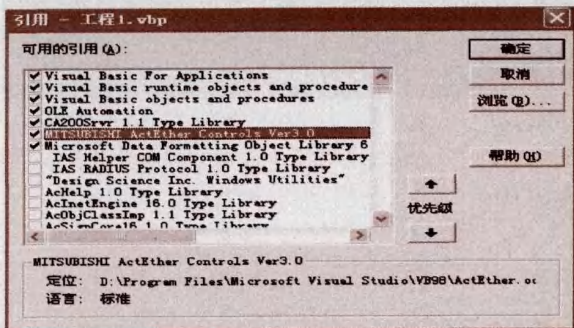 引用 - 工程1.vbp
可用的引用(A):
Visual Basic For Applications
Visual Basic runtime objects and procedure
Visual Basic objects and procedures
OLE Automation
CA200Srvr 1.1 Type Library
MITSUBISHI ActEther Controls Ver3.0
Microsoft Data Formatting Object Library 6
IAS Helper COM Component 1.0 Type Library
IAS RADIUS Protocol 1.0 Type Library
"Design Science Inc. Windows Utilities"
AcHelp 1.0 Type Library
AcInetEngine 16.0 Type Library
AcObjClassImp 1.1 Type Library
AcSignCore16 1.0 Type Library
确定
取消
浏览(B)...
帮助(H)
优先级
MITSUBISHI ActEther Controls Ver3.0
定位: D:\Program Files\Microsoft Visual Studio\VB98\ActEther.oc
语言: 标准